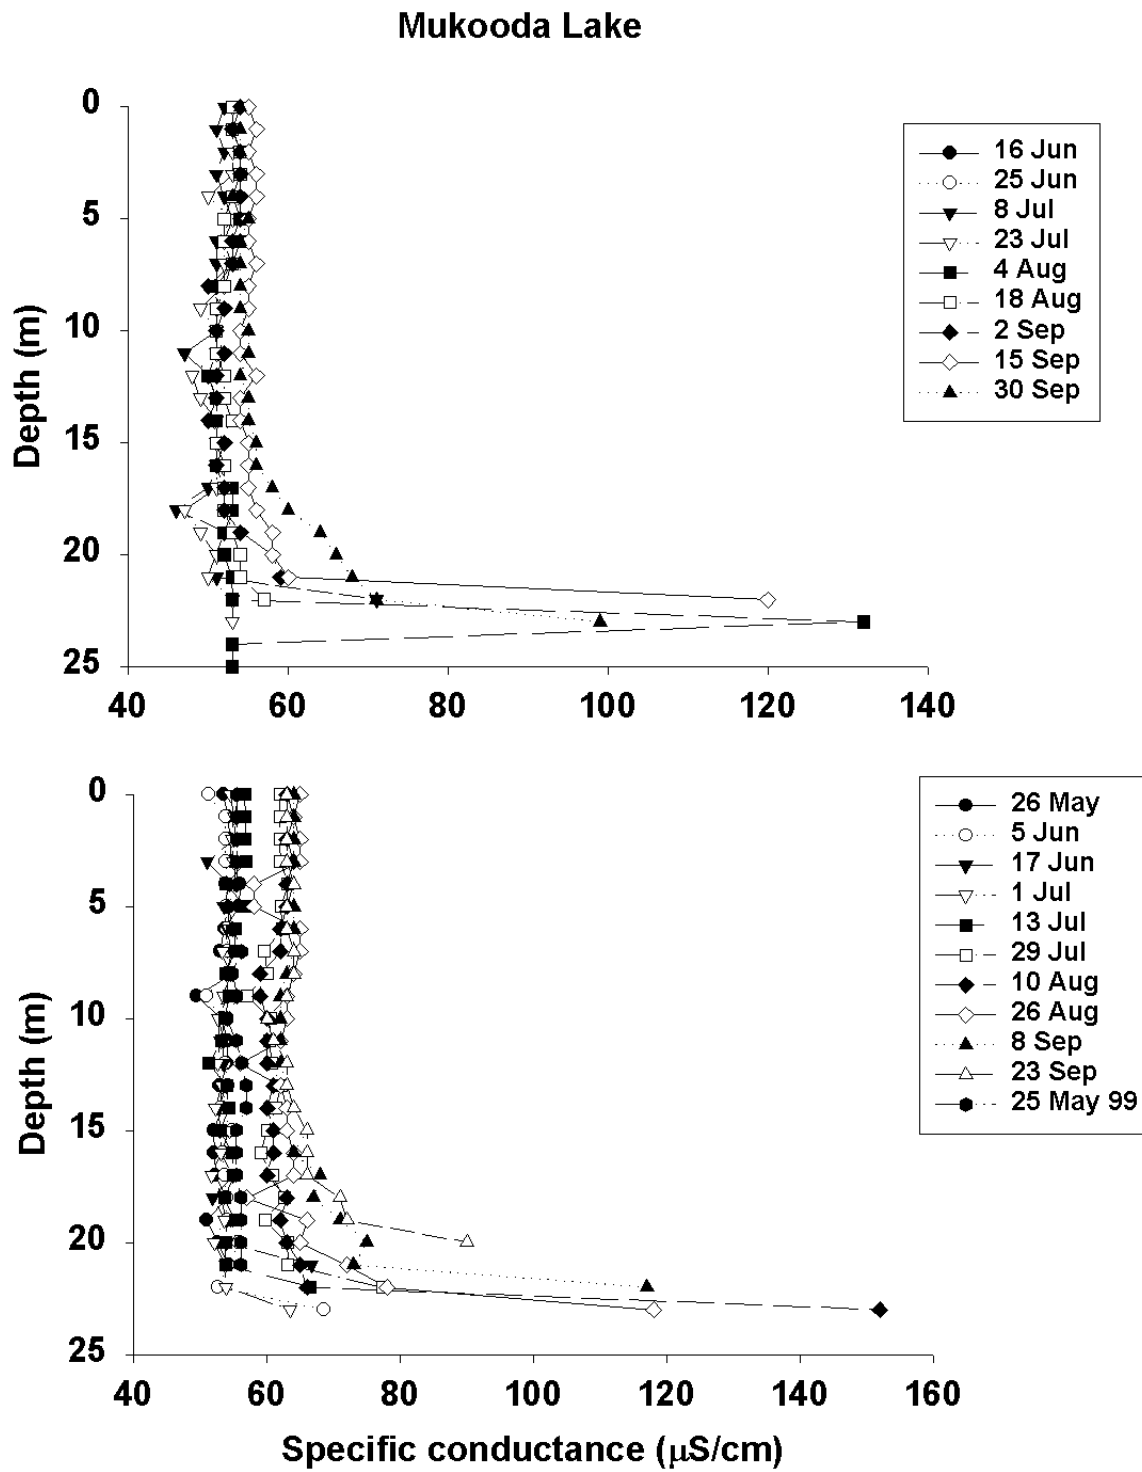 Mukooda Lake
0
5
10
15
20
25
Depth (m)
40 60 80 100 120 140
16 Jun
25 Jun
8 Jul
23 Jul
4 Aug
18 Aug
2 Sep
15 Sep
30 Sep
0
5
10
15
20
25
Depth (m)
40 60 80 100 120 140 160
Specific conductance (μS/cm)
26 May
5 Jun
17 Jun
1 Jul
13 Jul
29 Jul
10 Aug
26 Aug
8 Sep
23 Sep
25 May 99